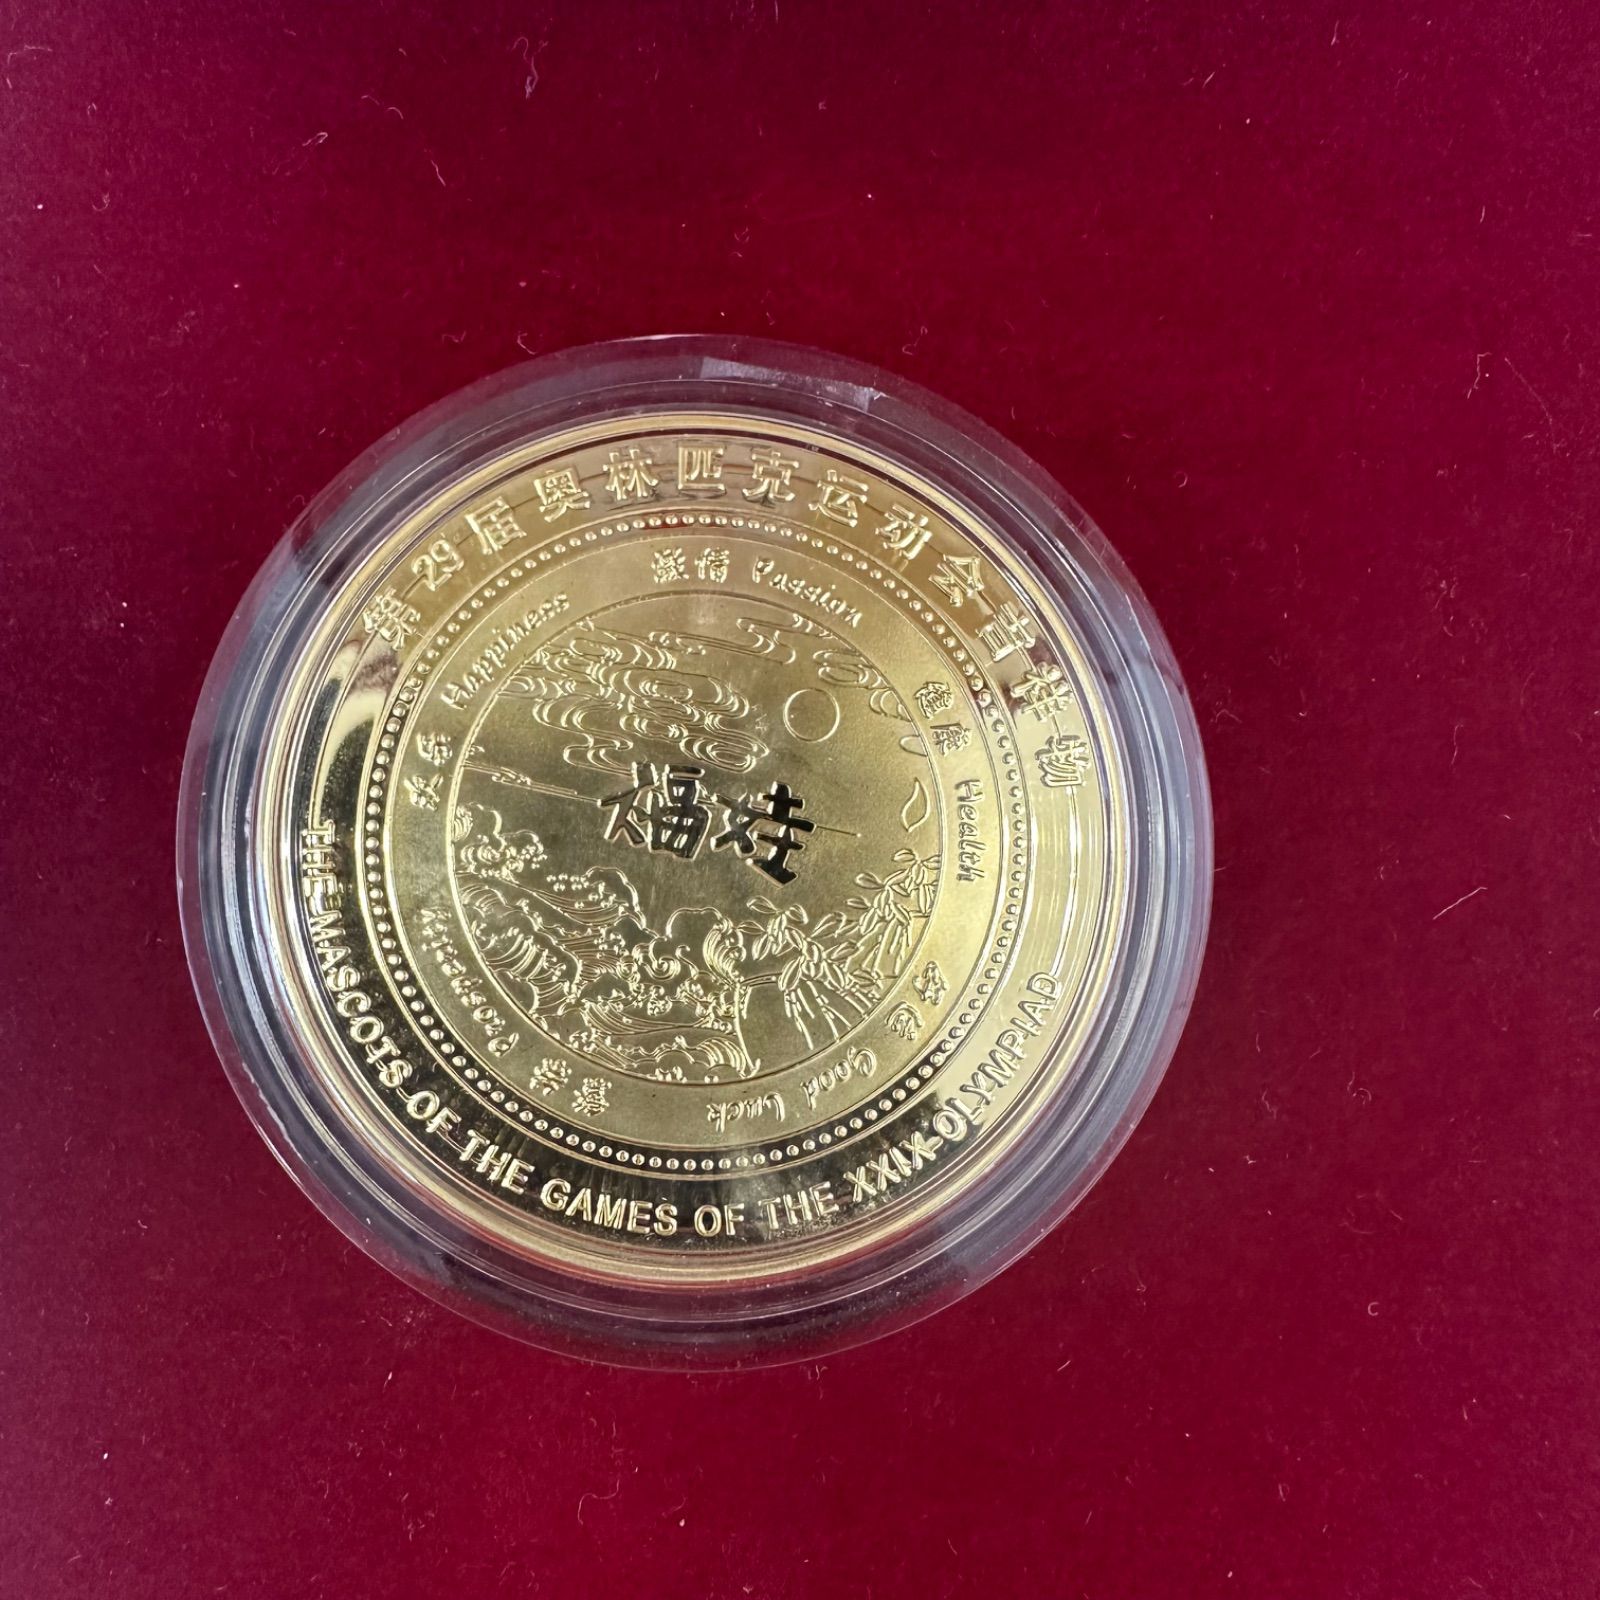 第29届奥林匹克运动会吉祥物
欢乐 Happiness
激情 Passion
健康 Health
好运 Good Luck
繁荣 Prosperity
福娃
THE MASCOTS OF THE GAMES OF THE XXIX OLYMPIAD